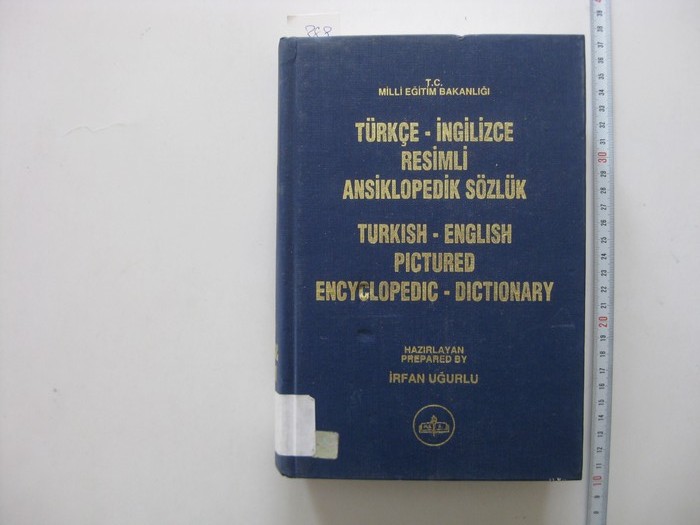 868
T.C.
MİLLİ EĞİTİM BAKANLIĞI
TÜRKÇE - İNGİLİZCE
RESİMLİ
ANSİKLOPEDİK SÖZLÜK
TURKISH - ENGLISH
PICTURED
ENCYCLOPEDIC - DICTIONARY
HAZIRLAYAN
PREPARED BY
İRFAN UĞURLU